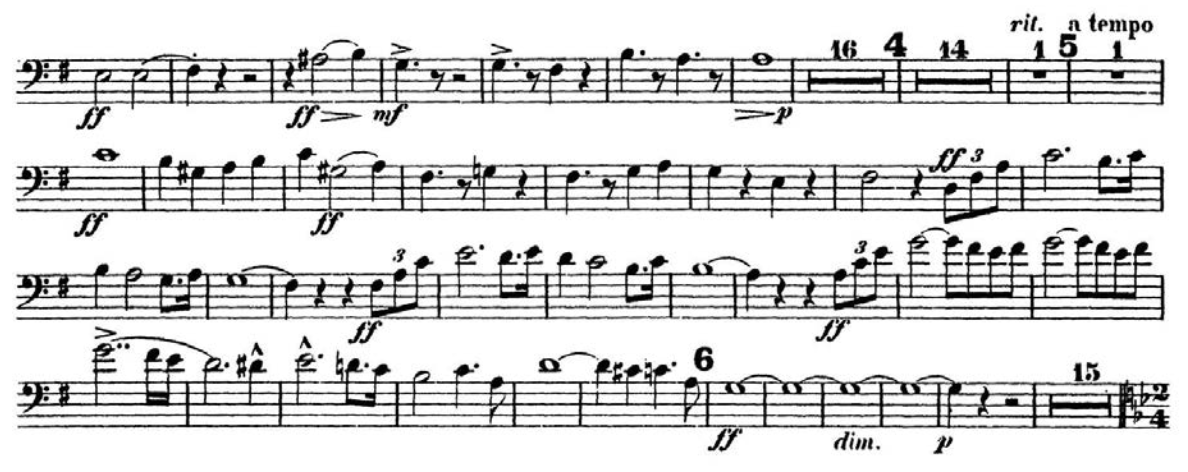 rit. a tempo
16 4 14 1 5 1
ff ff mf p
ff 3
ff ff
3 3
ff ff
6
15
2
4
ff dim. p